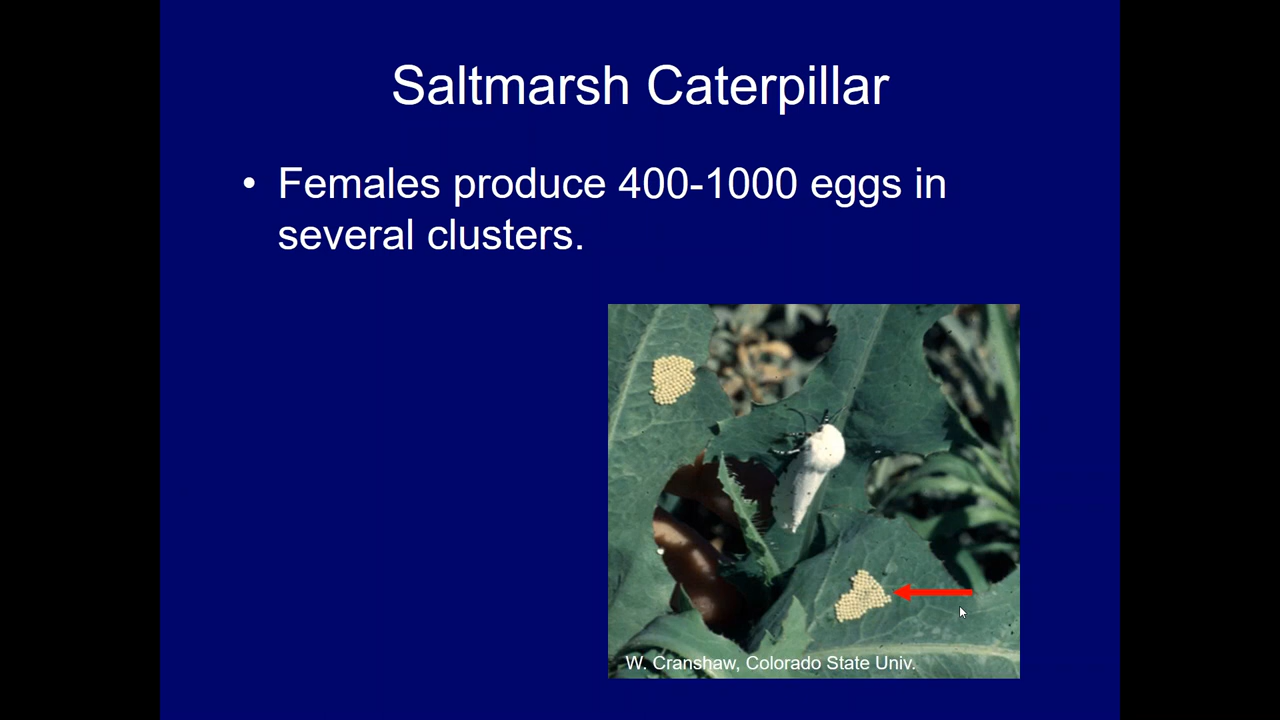 Saltmarsh Caterpillar
• Females produce 400-1000 eggs in
several clusters.
W. Cranshaw, Colorado State Univ.